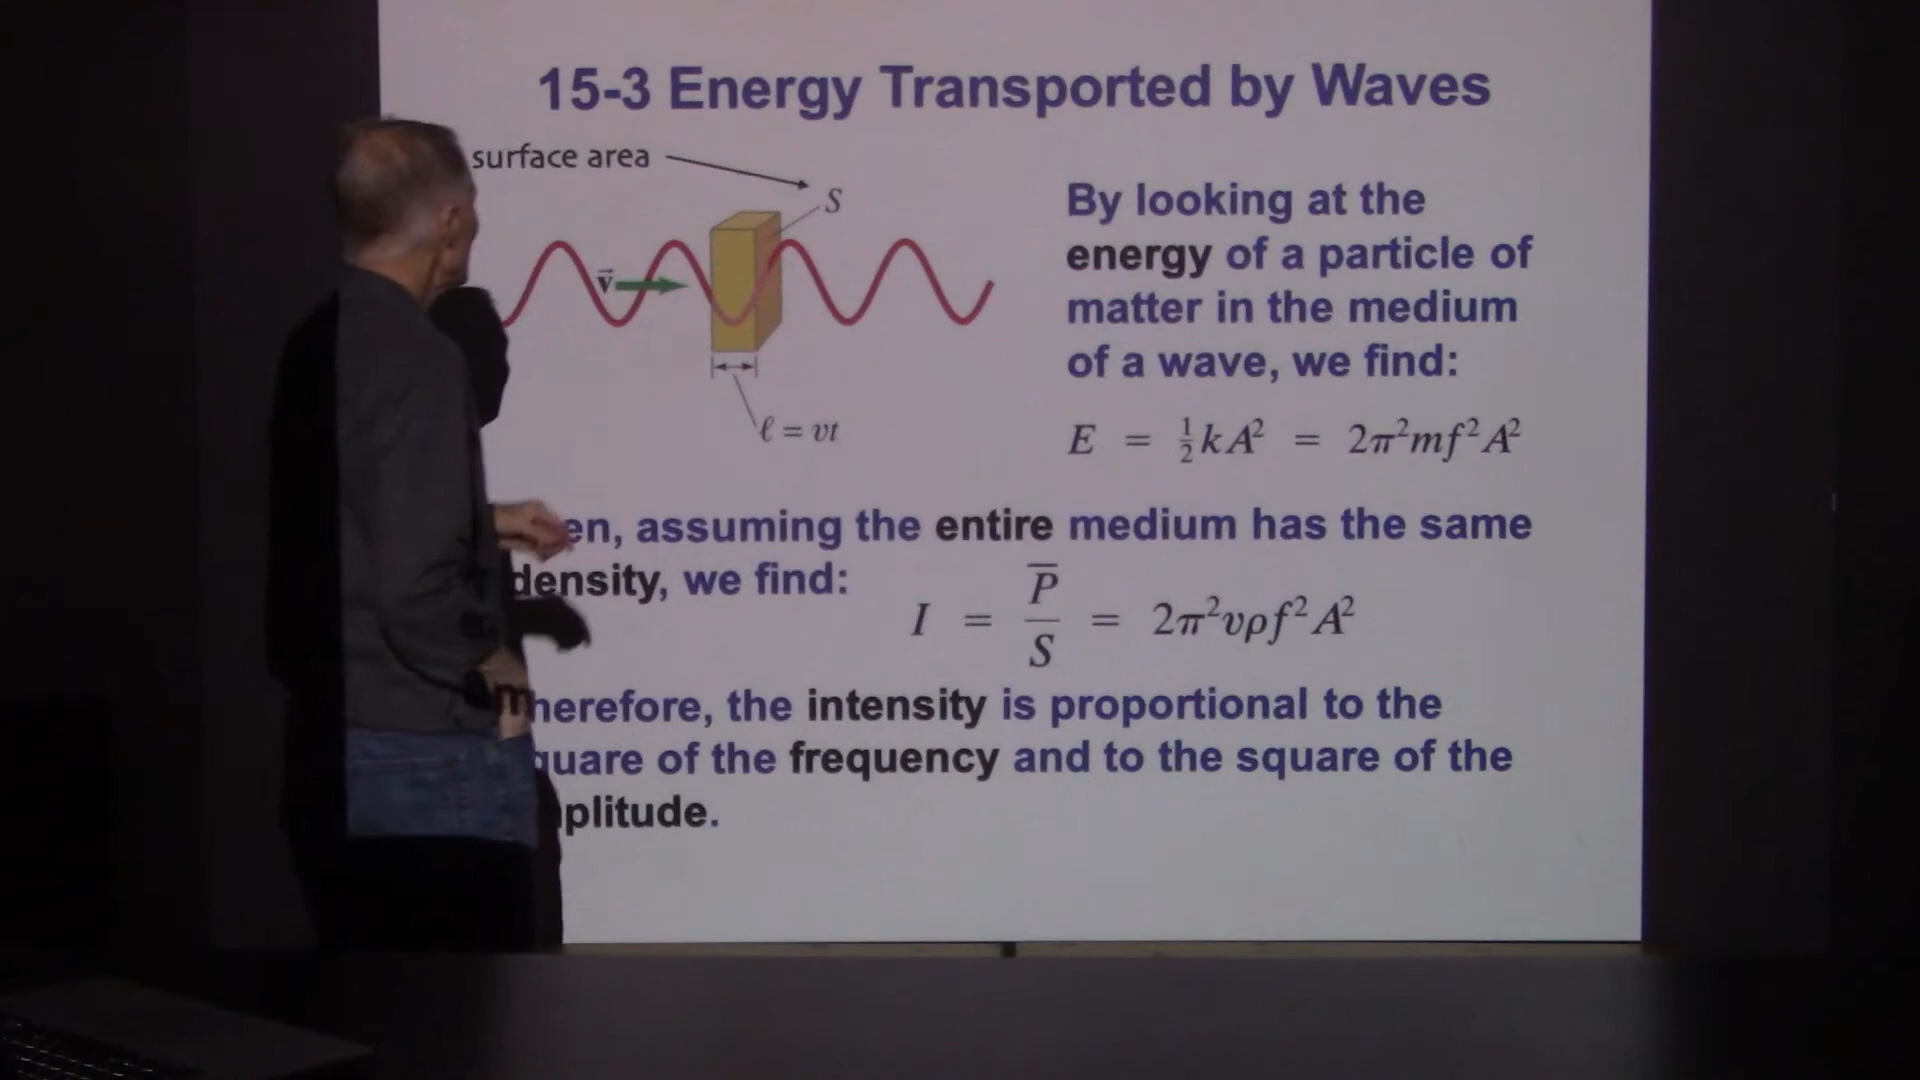 15-3 Energy Transported by Waves
surface area
S
v⃗
ℓ = vt
By looking at the
energy of a particle of
matter in the medium
of a wave, we find:
E = ½kA² = 2π²mf²A²
en, assuming the entire medium has the same
density, we find:
I = P̅/S = 2π²vρf²A²
herefore, the intensity is proportional to the
quare of the frequency and to the square of the
plitude.